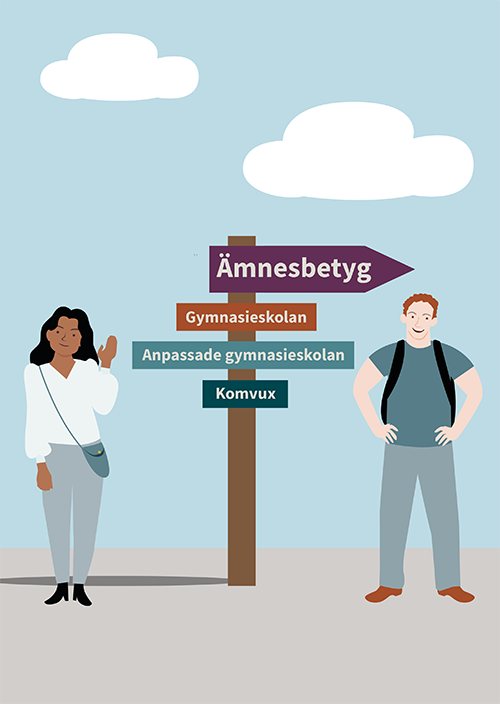 Ämnesbetyg
Gymnasieskolan
Anpassade gymnasieskolan
Komvux